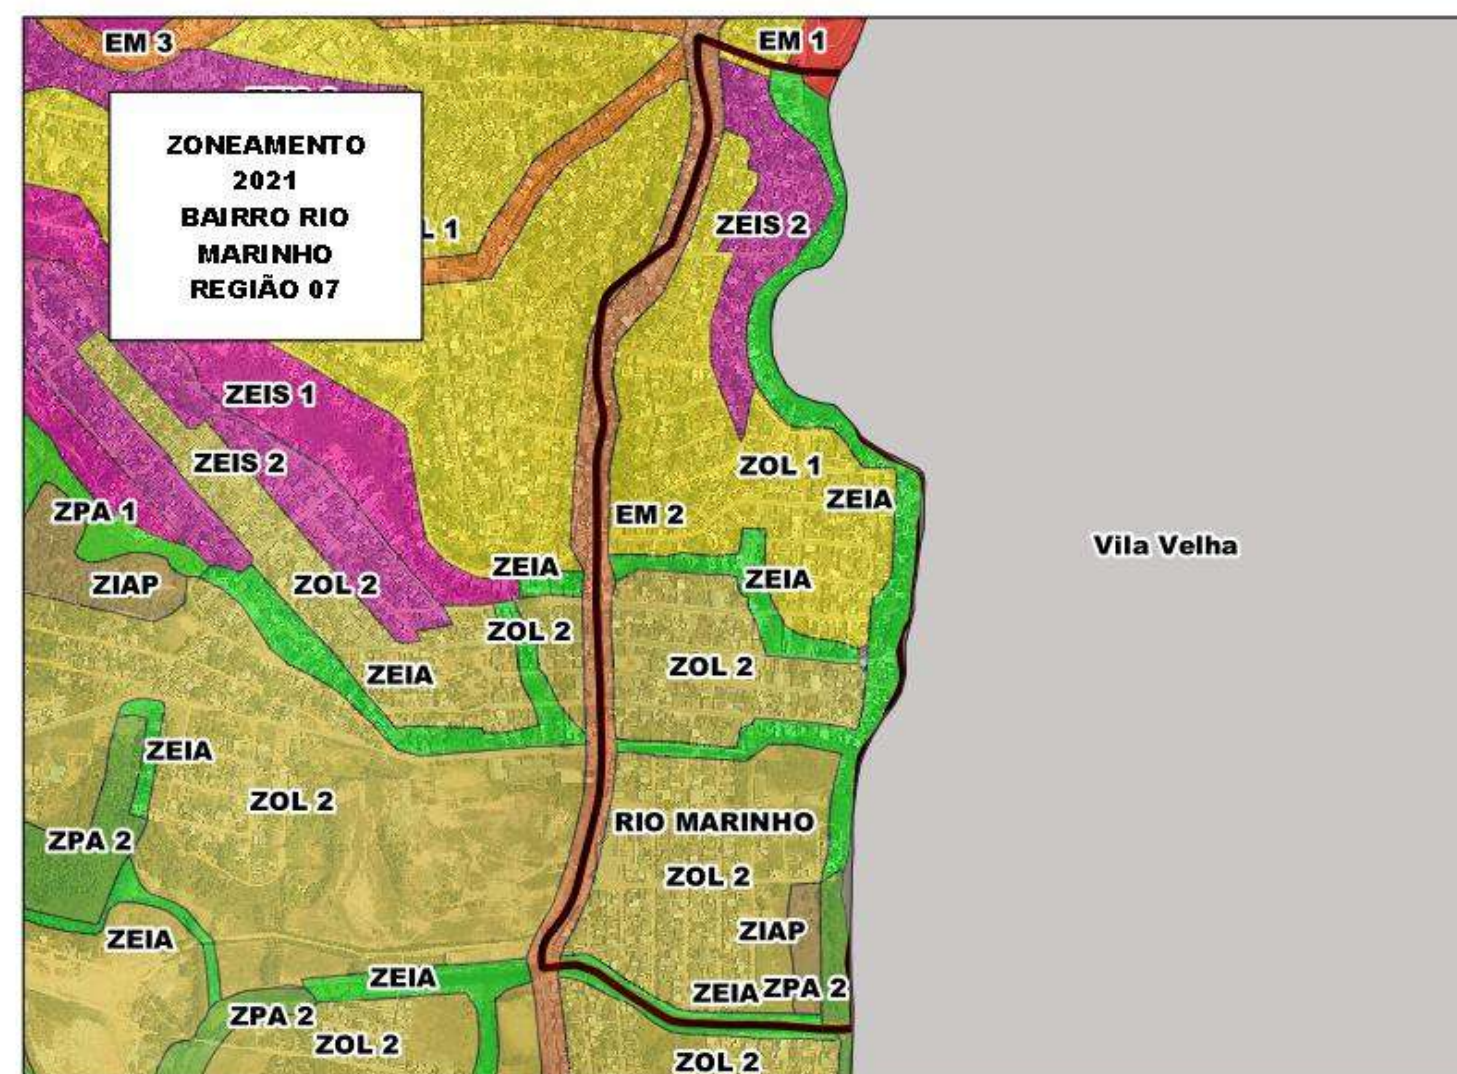 EM 3
EM 1
ZONEAMENTO
2021
BAIRRO RIO
MARINHO
REGIÃO 07
L 1
ZEIS 2
ZEIS 1
ZEIS 2
ZOL 1
ZEIA
ZPA 1
EM 2
Vila Velha
ZEIA
ZIAP
ZOL 2
ZEIA
ZOL 2
ZOL 2
ZEIA
ZEIA
ZOL 2
RIO MARINHO
ZPA 2
ZOL 2
ZIAP
ZEIA
ZEIA
ZEIA
ZPA 2
ZPA 2
ZOL 2
ZOL 2